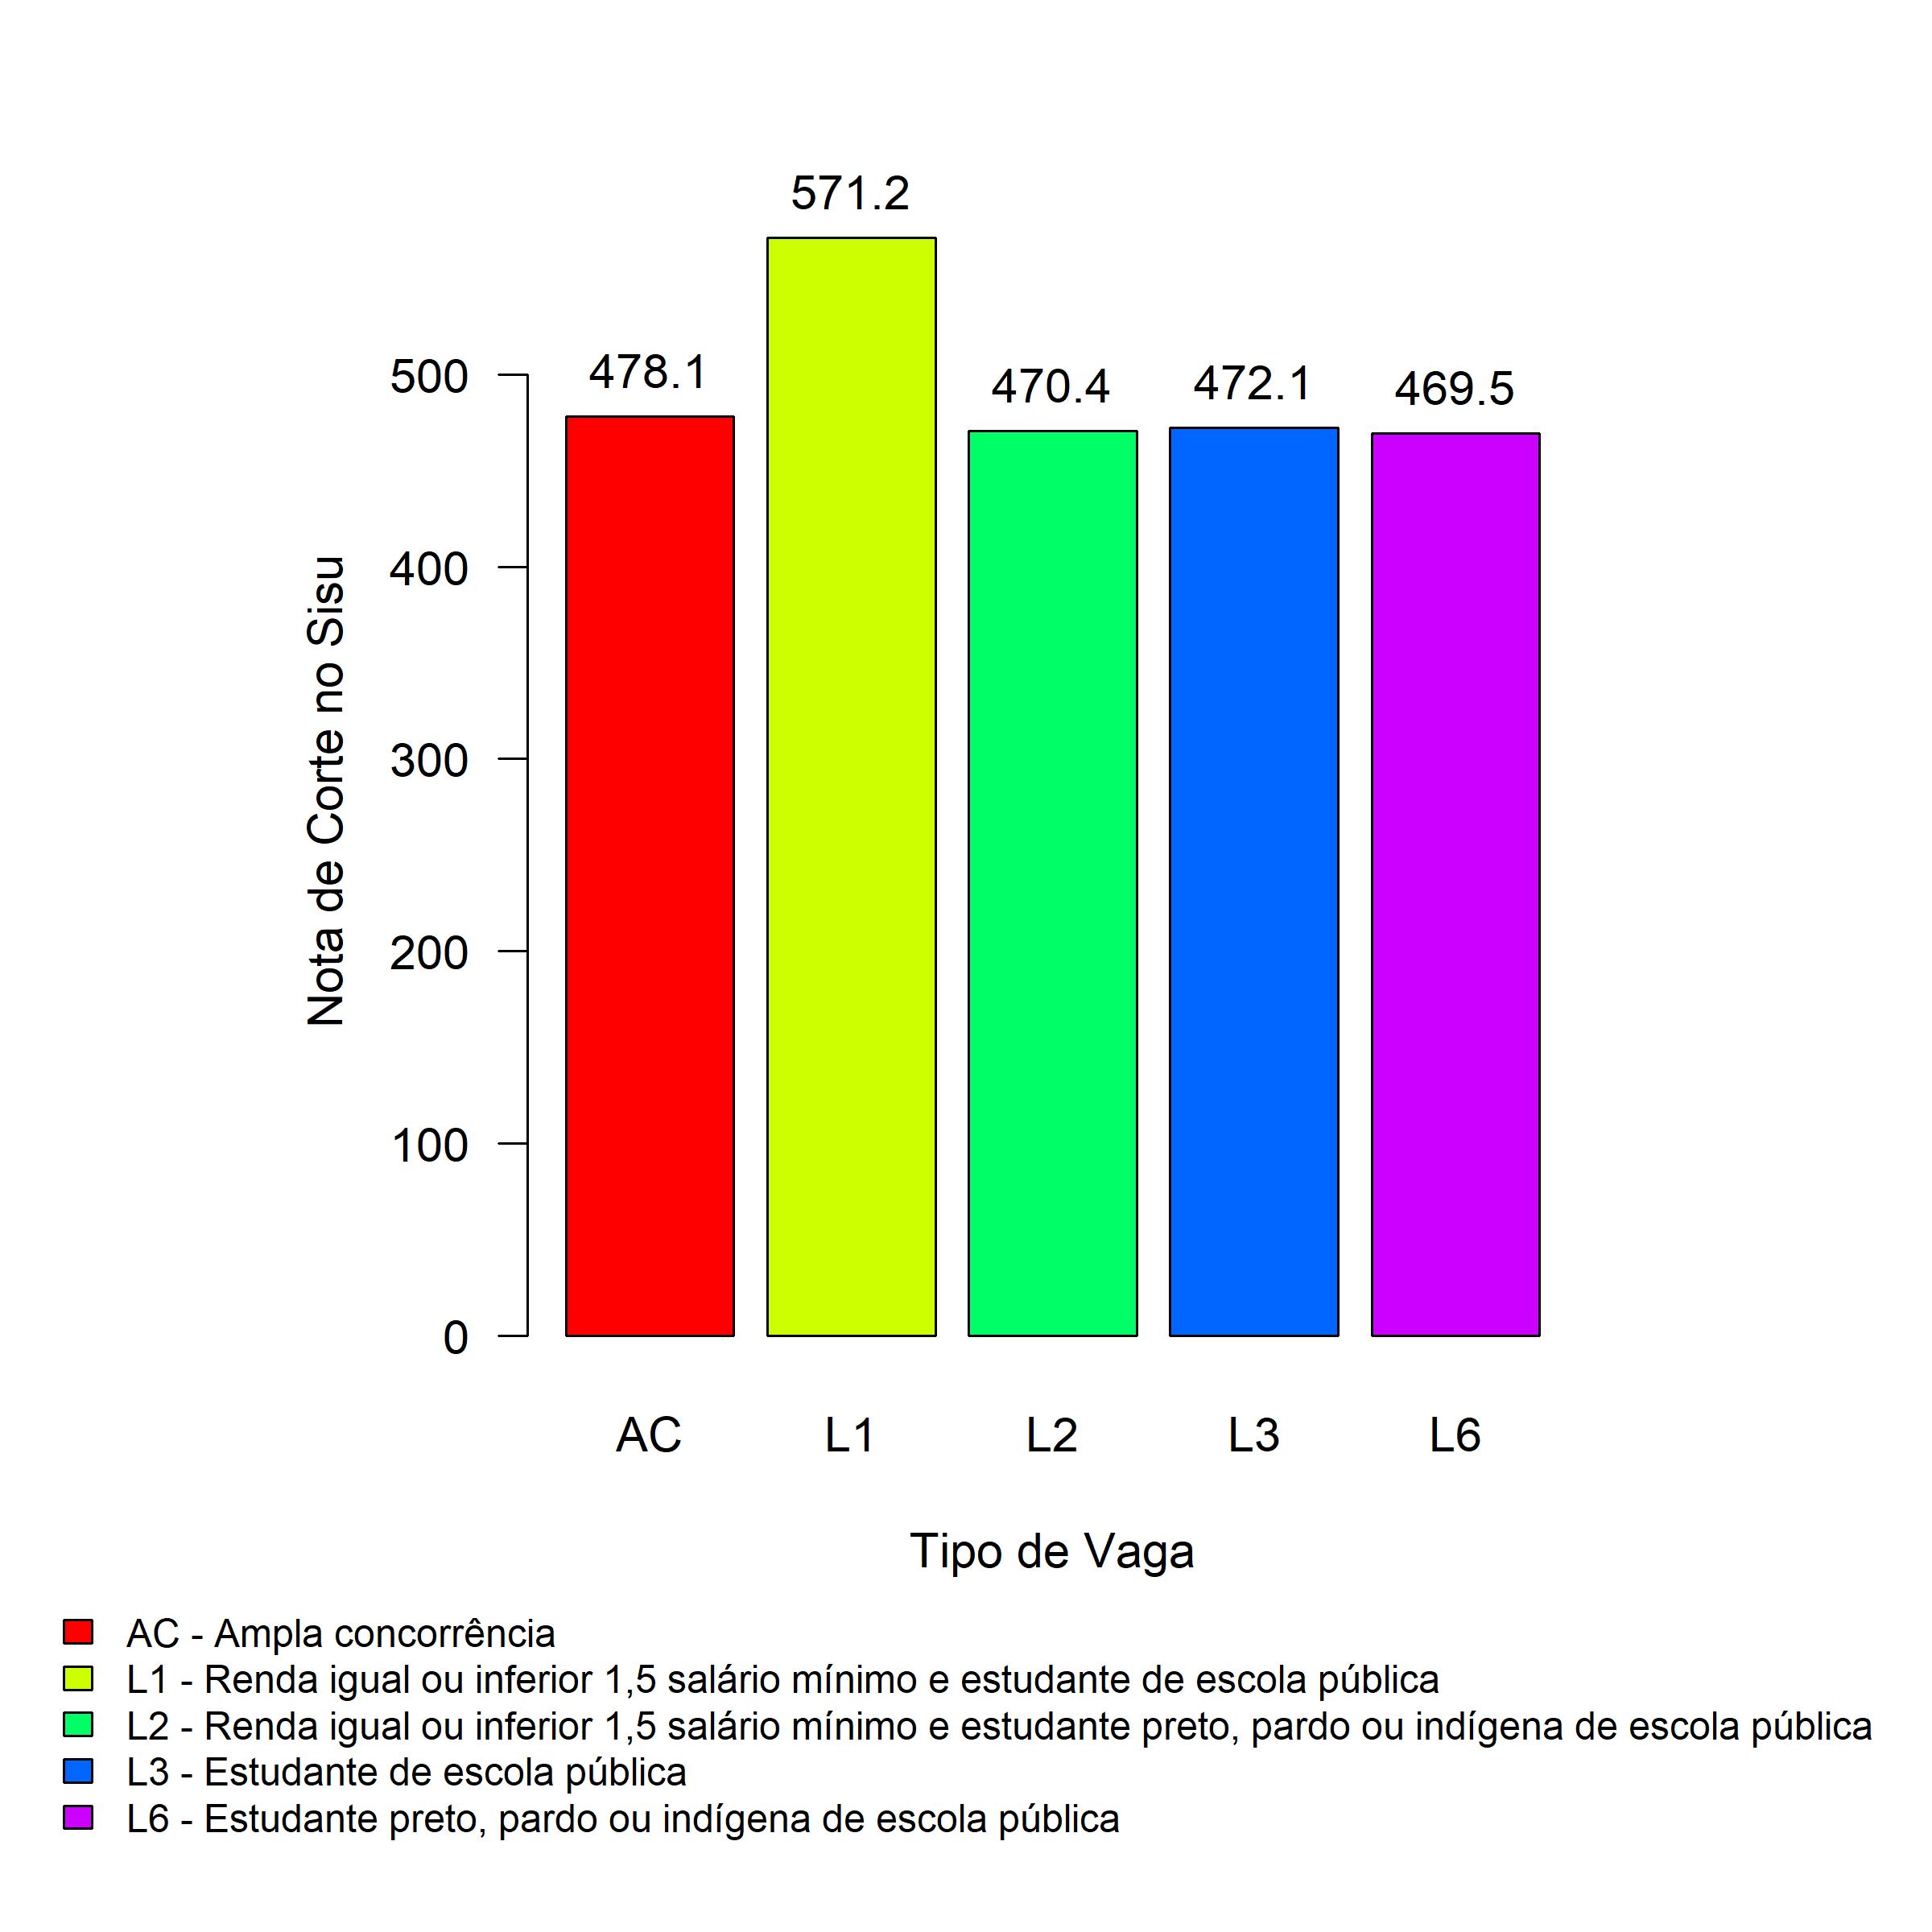 571.2
478.1
470.4
472.1
469.5
500
400
300
200
100
0
Nota de Corte no Sisu
AC
L1
L2
L3
L6
Tipo de Vaga
AC - Ampla concorrência
L1 - Renda igual ou inferior 1,5 salário mínimo e estudante de escola pública
L2 - Renda igual ou inferior 1,5 salário mínimo e estudante preto, pardo ou indígena de escola pública
L3 - Estudante de escola pública
L6 - Estudante preto, pardo ou indígena de escola pública